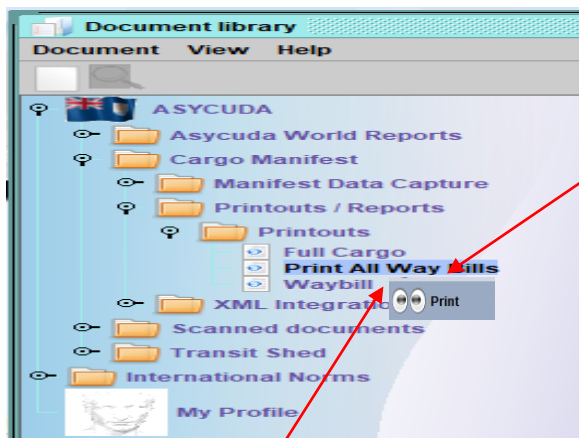 Document library
Document View Help
ASYCUDA
Asycuda World Reports
Cargo Manifest
Manifest Data Capture
Printouts / Reports
Printouts
Full Cargo
Print All Way Bills
Waybill
Print
XML Integratio
Scanned documents
Transit Shed
International Norms
My Profile